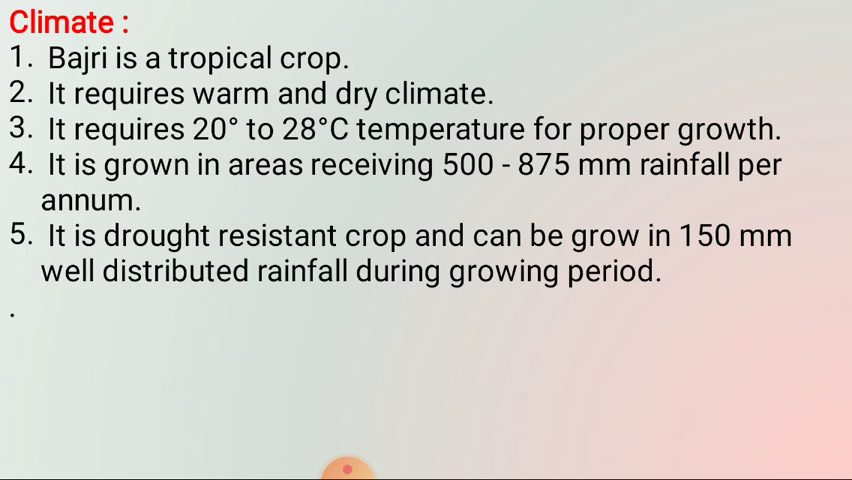 Climate :
1. Bajri is a tropical crop.
2. It requires warm and dry climate.
3. It requires 20° to 28°C temperature for proper growth.
4. It is grown in areas receiving 500 - 875 mm rainfall per
annum.
5. It is drought resistant crop and can be grow in 150 mm
well distributed rainfall during growing period.
.